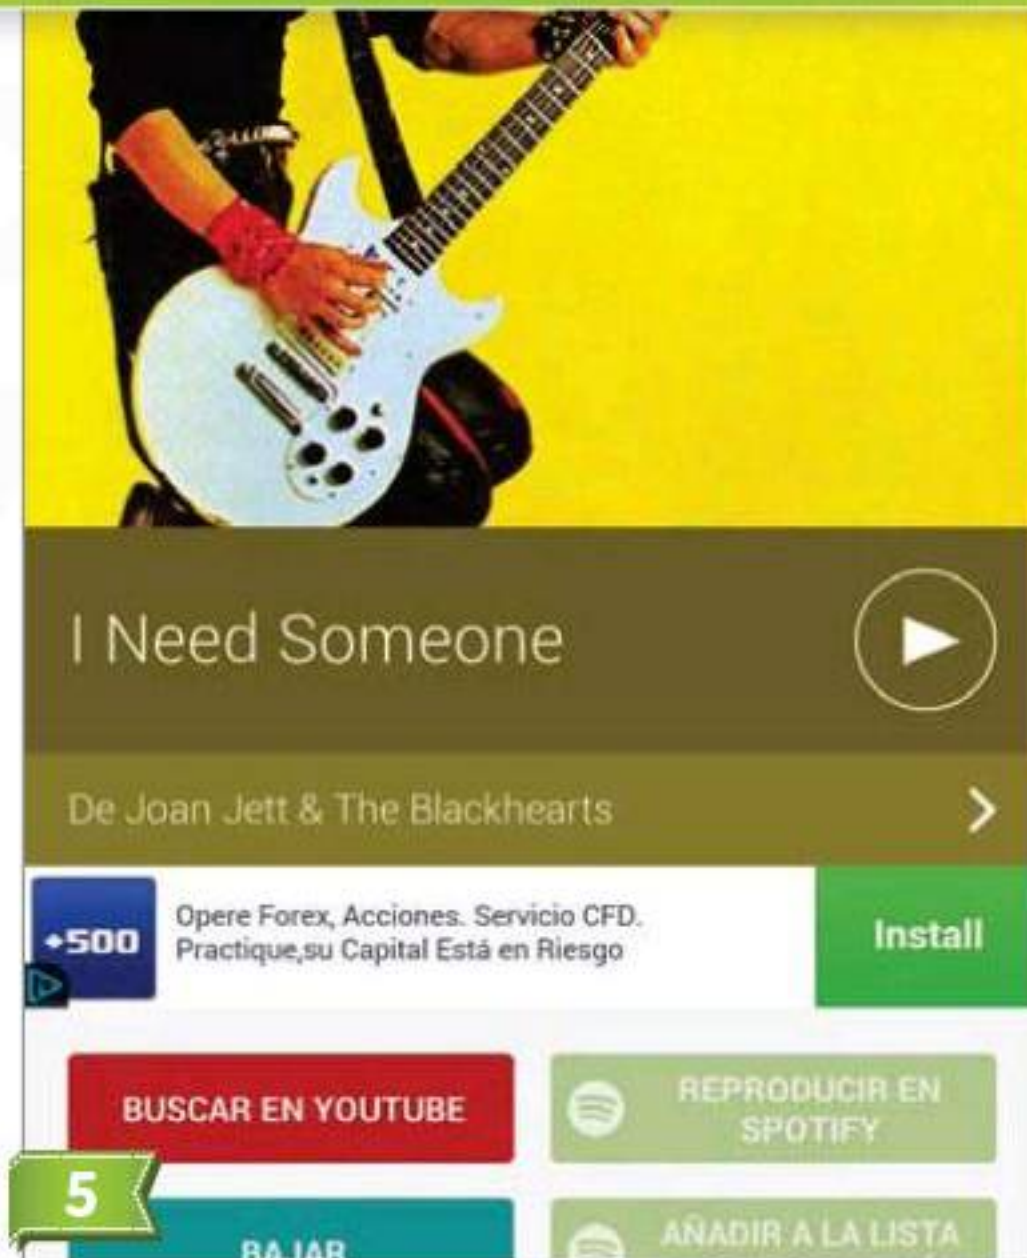 I Need Someone
De Joan Jett & The Blackhearts
+500
Opere Forex, Acciones. Servicio CFD.
Practique,su Capital Está en Riesgo
Install
BUSCAR EN YOUTUBE
REPRODUCIR EN
SPOTIFY
5
BAJAR
AÑADIR A LA LISTA